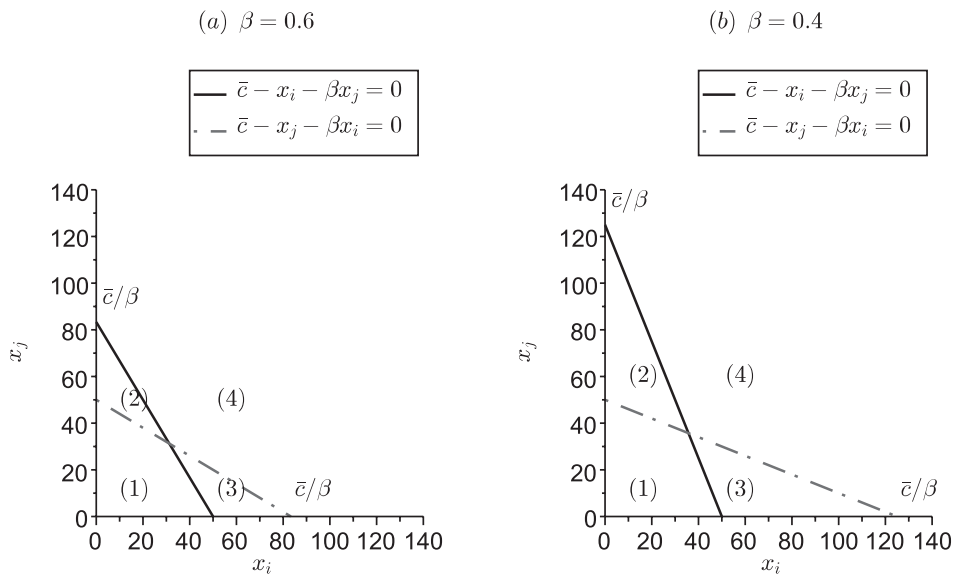 (a) β = 0.6
c̄ − x_i − βx_j = 0
c̄ − x_j − βx_i = 0
140
120
100
80
60
40
20
0
x_j
c̄/β
(2)
(4)
(1)
(3)
c̄/β
0 20 40 60 80 100 120 140
x_i
(b) β = 0.4
c̄ − x_i − βx_j = 0
c̄ − x_j − βx_i = 0
140
120
100
80
60
40
20
0
x_j
c̄/β
(2)
(4)
(1)
(3)
c̄/β
0 20 40 60 80 100 120 140
x_i